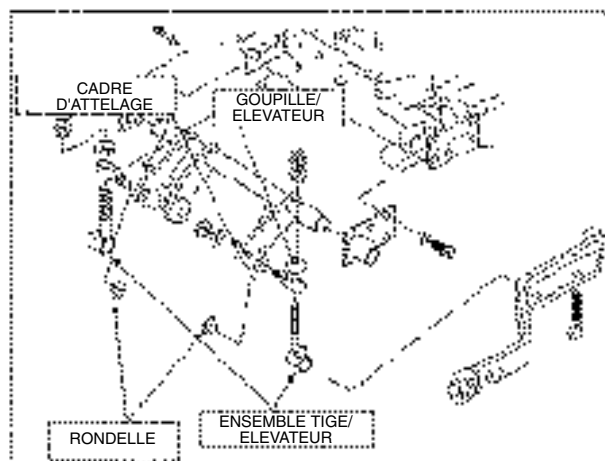 CADRE
D'ATTELAGE
GOUPILLE/
ELEVATEUR
RONDELLE
ENSEMBLE TIGE/
ELEVATEUR